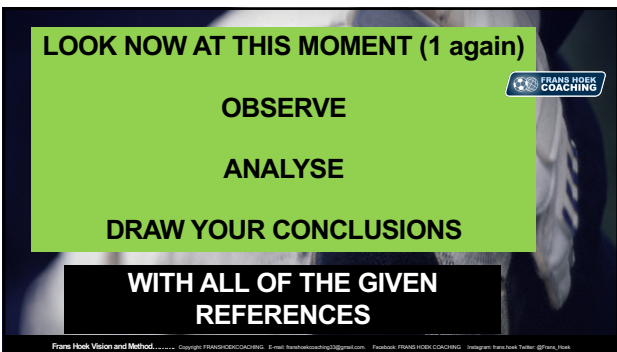 LOOK NOW AT THIS MOMENT (1 again)
FRANS HOEK
COACHING
OBSERVE
ANALYSE
DRAW YOUR CONCLUSIONS
WITH ALL OF THE GIVEN
REFERENCES
Frans Hoek Vision and Method……… Copyright: FRANSHOEKCOACHING. E-mail: franshoekcoaching33@gmail.com. Facebook: FRANS HOEK COACHING Instagram: frans.hoek Twitter: @Frans_Hoek